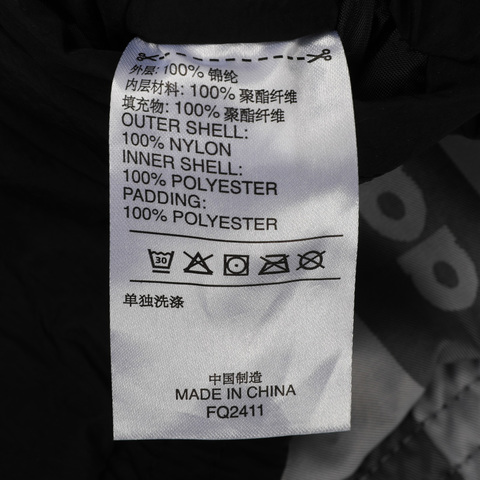 外层: 100% 锦纶
内层材料: 100% 聚酯纤维
填充物: 100% 聚酯纤维
OUTER SHELL:
100% NYLON
INNER SHELL:
100% POLYESTER
PADDING:
100% POLYESTER
30
单独洗涤
中国制造
MADE IN CHINA
FQ2411